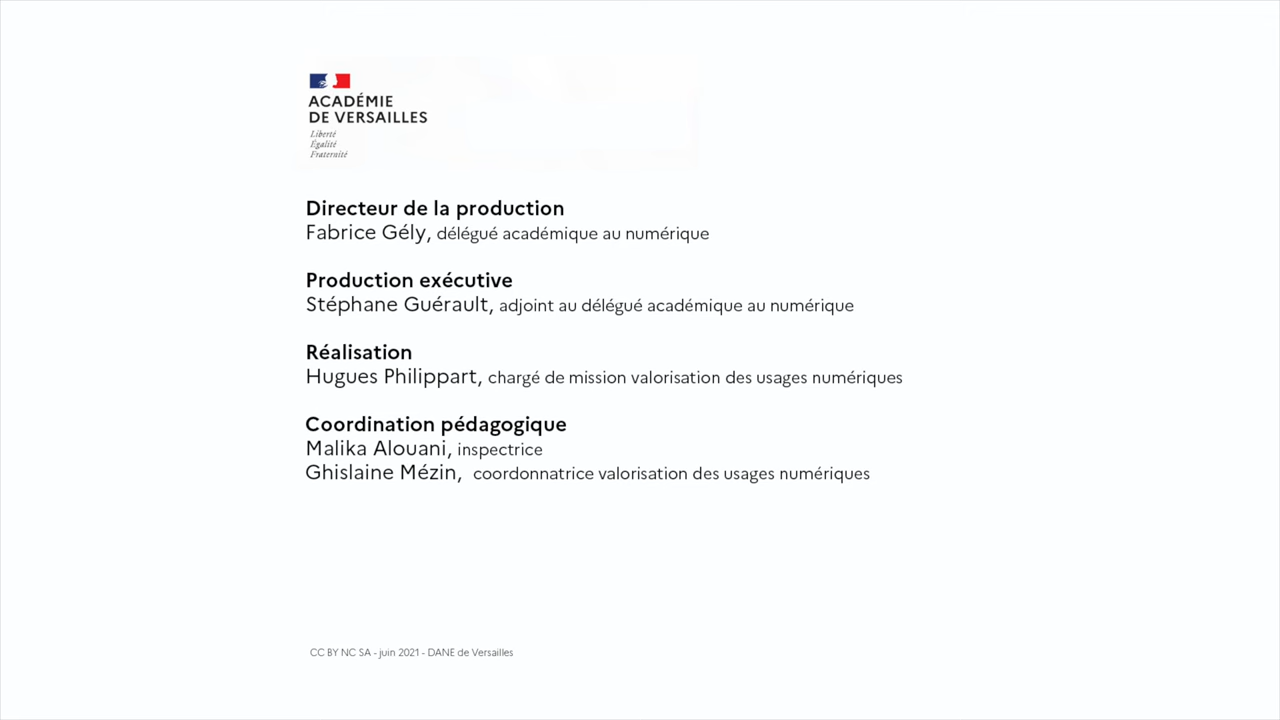 ACADÉMIE
DE VERSAILLES
Liberté
Égalité
Fraternité
Directeur de la production
Fabrice Gély, délégué académique au numérique
Production exécutive
Stéphane Guérault, adjoint au délégué académique au numérique
Réalisation
Hugues Philippart, chargé de mission valorisation des usages numériques
Coordination pédagogique
Malika Alouani, inspectrice
Ghislaine Mézin, coordonnatrice valorisation des usages numériques
CC BY NC SA - juin 2021 - DANE de Versailles